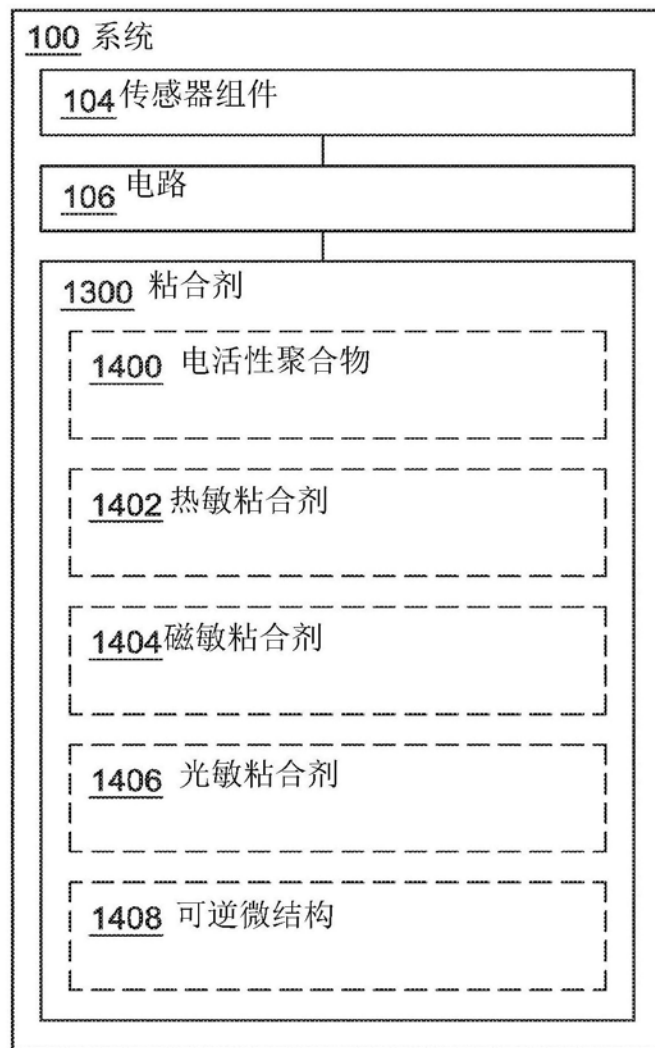 100 系统
104 传感器组件
106 电路
1300 粘合剂
1400 电活性聚合物
1402 热敏粘合剂
1404 磁敏粘合剂
1406 光敏粘合剂
1408 可逆微结构